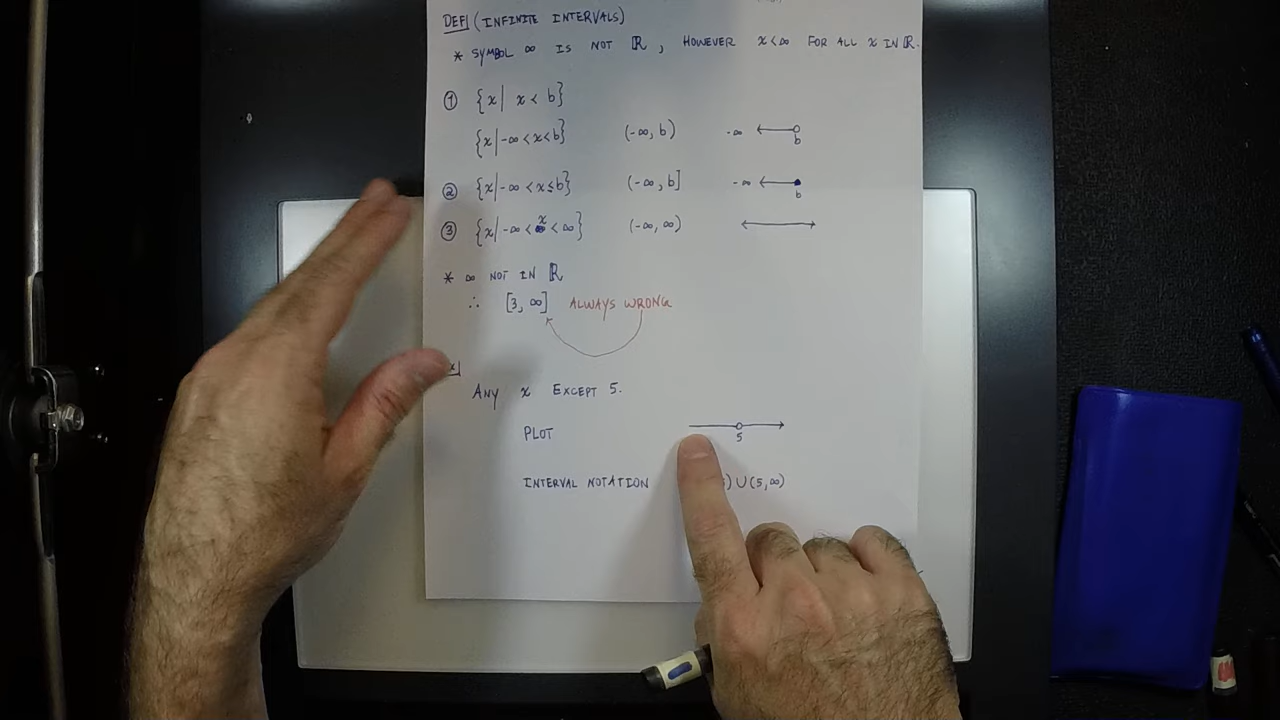 DEF (INFINITE INTERVALS)
* SYMBOL ∞ IS NOT ℝ, HOWEVER x<∞ FOR ALL x IN ℝ.
① {x| x < b}
{x|-∞ < x < b} (-∞, b) -∞ b
② {x|-∞ < x ≤ b} (-∞, b] -∞ b
③ {x|-∞ < x < ∞} (-∞, ∞)
* ∞ NOT IN ℝ
∴ [3, ∞] ALWAYS WRONG
ANY x EXCEPT 5.
PLOT 5
INTERVAL NOTATION ) ∪ (5, ∞)